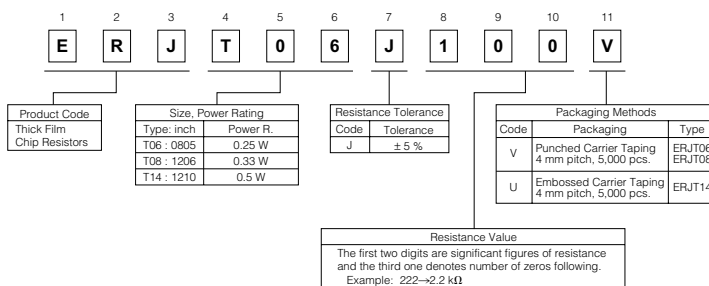 1 2 3 4 5 6 7 8 9 10 11
E R J T 0 6 J 1 0 0 V
Product Code
Thick Film
Chip Resistors
Size, Power Rating
Type: inch Power R.
T06 : 0805 0.25 W
T08 : 1206 0.33 W
T14 : 1210 0.5 W
Resistance Tolerance
Code Tolerance
J ± 5 %
Packaging Methods
Code Packaging Type
V Punched Carrier Taping
4 mm pitch, 5,000 pcs.
ERJT06
ERJT08
U Embossed Carrier Taping
4 mm pitch, 5,000 pcs.
ERJT14
Resistance Value
The first two digits are significant figures of resistance
and the third one denotes number of zeros following.
Example: 222→2.2 kΩ